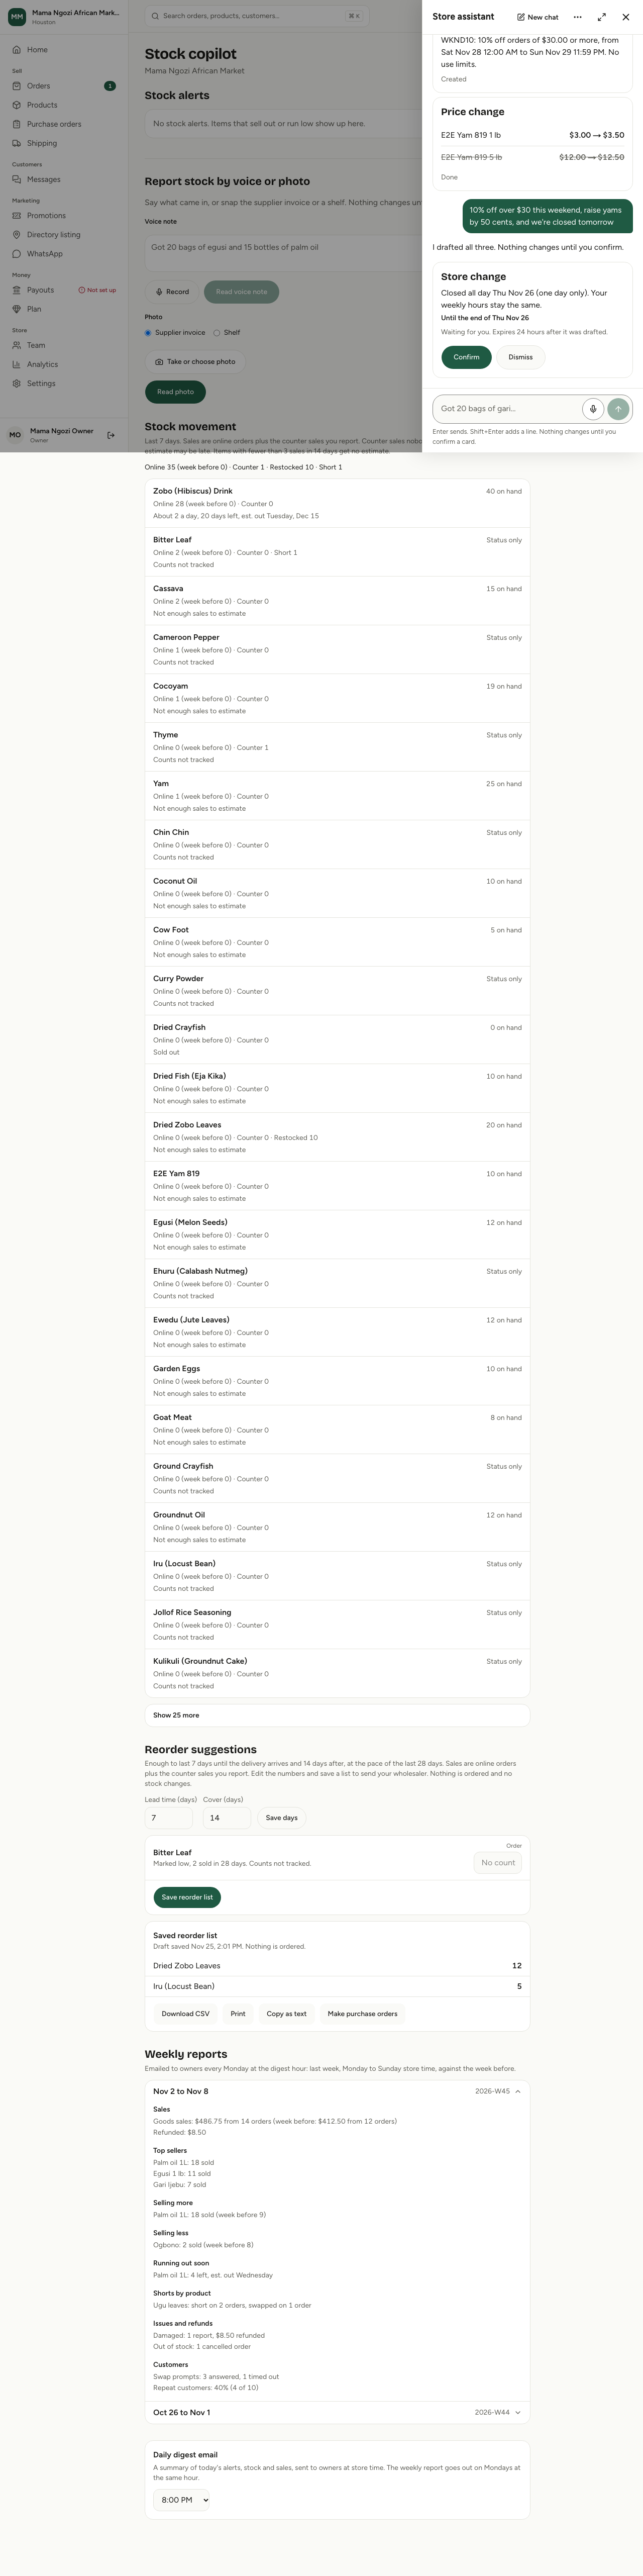 MM
Mama Ngozi African Mark...
Houston
Home
Sell
Orders
1
Products
Purchase orders
Shipping
Customers
Messages
Marketing
Promotions
Directory listing
WhatsApp
Money
Payouts
Not set up
Plan
Store
Team
Analytics
Settings
MO
Mama Ngozi Owner
Owner
Search orders, products, customers...
⌘ K
Stock copilot
Mama Ngozi African Market
Stock alerts
No stock alerts. Items that sell out or run low show up here.
Report stock by voice or photo
Say what came in, or snap the supplier invoice or a shelf. Nothing changes
Voice note
Got 20 bags of egusi and 15 bottles of palm oil
Record
Read voice note
Photo
Supplier invoice
Shelf
Take or choose photo
Read photo
Stock movement
Last 7 days. Sales are online orders plus the counter sales you report. Counter sales
estimate may be late. Items with fewer than 3 sales in 14 days get no estimate.
Online 35 (week before 0) · Counter 1 · Restocked 10 · Short 1
Zobo (Hibiscus) Drink
40 on hand
Online 28 (week before 0) · Counter 0
About 2 a day, 20 days left, est. out Tuesday, Dec 15
Bitter Leaf
Status only
Online 2 (week before 0) · Counter 0 · Short 1
Counts not tracked
Cassava
15 on hand
Online 2 (week before 0) · Counter 0
Not enough sales to estimate
Cameroon Pepper
Status only
Online 1 (week before 0) · Counter 0
Counts not tracked
Cocoyam
19 on hand
Online 1 (week before 0) · Counter 0
Not enough sales to estimate
Thyme
Status only
Online 0 (week before 0) · Counter 1
Counts not tracked
Yam
25 on hand
Online 1 (week before 0) · Counter 0
Not enough sales to estimate
Chin Chin
Status only
Online 0 (week before 0) · Counter 0
Counts not tracked
Coconut Oil
10 on hand
Online 0 (week before 0) · Counter 0
Not enough sales to estimate
Cow Foot
5 on hand
Online 0 (week before 0) · Counter 0
Not enough sales to estimate
Curry Powder
Status only
Online 0 (week before 0) · Counter 0
Counts not tracked
Dried Crayfish
0 on hand
Online 0 (week before 0) · Counter 0
Sold out
Dried Fish (Eja Kika)
10 on hand
Online 0 (week before 0) · Counter 0
Not enough sales to estimate
Dried Zobo Leaves
20 on hand
Online 0 (week before 0) · Counter 0 · Restocked 10
Not enough sales to estimate
E2E Yam 819
10 on hand
Online 0 (week before 0) · Counter 0
Not enough sales to estimate
Egusi (Melon Seeds)
12 on hand
Online 0 (week before 0) · Counter 0
Not enough sales to estimate
Ehuru (Calabash Nutmeg)
Status only
Online 0 (week before 0) · Counter 0
Counts not tracked
Ewedu (Jute Leaves)
12 on hand
Online 0 (week before 0) · Counter 0
Not enough sales to estimate
Garden Eggs
10 on hand
Online 0 (week before 0) · Counter 0
Not enough sales to estimate
Goat Meat
8 on hand
Online 0 (week before 0) · Counter 0
Not enough sales to estimate
Ground Crayfish
Status only
Online 0 (week before 0) · Counter 0
Counts not tracked
Groundnut Oil
12 on hand
Online 0 (week before 0) · Counter 0
Not enough sales to estimate
Iru (Locust Bean)
Status only
Online 0 (week before 0) · Counter 0
Counts not tracked
Jollof Rice Seasoning
Status only
Online 0 (week before 0) · Counter 0
Counts not tracked
Kulikuli (Groundnut Cake)
Status only
Online 0 (week before 0) · Counter 0
Counts not tracked
Show 25 more
Reorder suggestions
Enough to last 7 days until the delivery arrives and 14 days after, at the pace of the last 28 days. Sales are online orders
plus the counter sales you report. Edit the numbers and save a list to send your wholesaler. Nothing is ordered and no
stock changes.
Lead time (days)
Cover (days)
7
14
Save days
Order
Bitter Leaf
Marked low, 2 sold in 28 days. Counts not tracked.
No count
Save reorder list
Saved reorder list
Draft saved Nov 25, 2:01 PM. Nothing is ordered.
Dried Zobo Leaves
12
Iru (Locust Bean)
5
Download CSV
Print
Copy as text
Make purchase orders
Weekly reports
Emailed to owners every Monday at the digest hour: last week, Monday to Sunday store time, against the week before.
Nov 2 to Nov 8
2026-W45
Sales
Goods sales: $486.75 from 14 orders (week before: $412.50 from 12 orders)
Refunded: $8.50
Top sellers
Palm oil 1L: 18 sold
Egusi 1 lb: 11 sold
Gari Ijebu: 7 sold
Selling more
Palm oil 1L: 18 sold (week before 9)
Selling less
Ogbono: 2 sold (week before 8)
Running out soon
Palm oil 1L: 4 left, est. out Wednesday
Shorts by product
Ugu leaves: short on 2 orders, swapped on 1 order
Issues and refunds
Damaged: 1 report, $8.50 refunded
Out of stock: 1 cancelled order
Customers
Swap prompts: 3 answered, 1 timed out
Repeat customers: 40% (4 of 10)
Oct 26 to Nov 1
2026-W44
Daily digest email
A summary of today's alerts, stock and sales, sent to owners at store time. The weekly report goes out on Mondays at
the same hour.
8:00 PM
Store assistant
New chat
WKND10: 10% off orders of $30.00 or more, from
Sat Nov 28 12:00 AM to Sun Nov 29 11:59 PM. No
use limits.
Created
Price change
E2E Yam 819 1 lb
$3.00 → $3.50
E2E Yam 819 5 lb
$12.00 → $12.50
Done
10% off over $30 this weekend, raise yams
by 50 cents, and we're closed tomorrow
I drafted all three. Nothing changes until you confirm.
Store change
Closed all day Thu Nov 26 (one day only). Your
weekly hours stay the same.
Until the end of Thu Nov 26
Waiting for you. Expires 24 hours after it was drafted.
Confirm
Dismiss
Got 20 bags of gari...
Enter sends. Shift+Enter adds a line. Nothing changes until you
confirm a card.